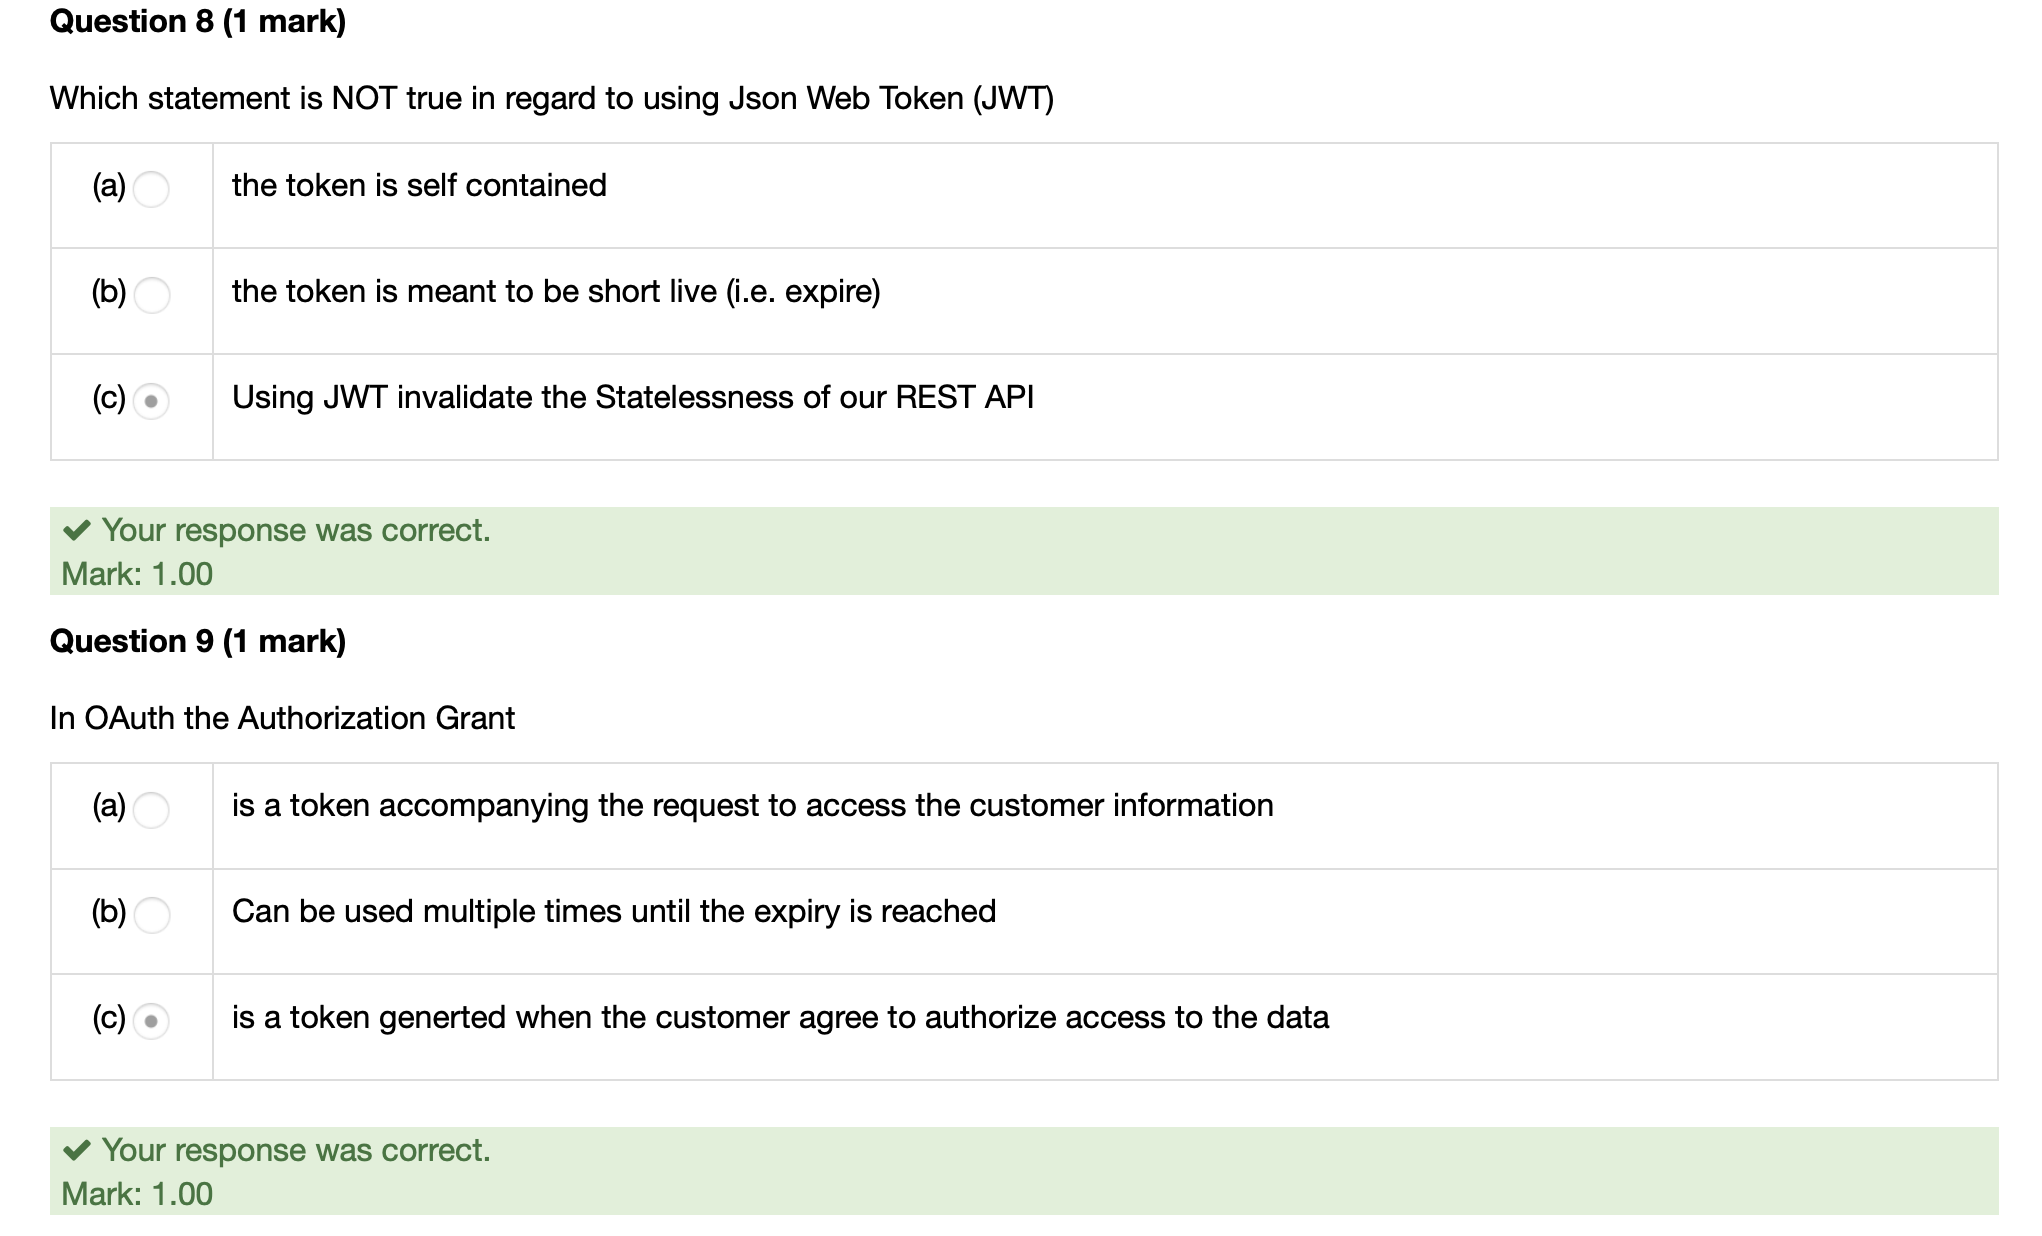 Question 8 (1 mark)
Which statement is NOT true in regard to using Json Web Token (JWT)
(a) the token is self contained
(b) the token is meant to be short live (i.e. expire)
(c) Using JWT invalidate the Statelessness of our REST API
✔ Your response was correct.
Mark: 1.00
Question 9 (1 mark)
In OAuth the Authorization Grant
(a) is a token accompanying the request to access the customer information
(b) Can be used multiple times until the expiry is reached
(c) is a token generted when the customer agree to authorize access to the data
✔ Your response was correct.
Mark: 1.00